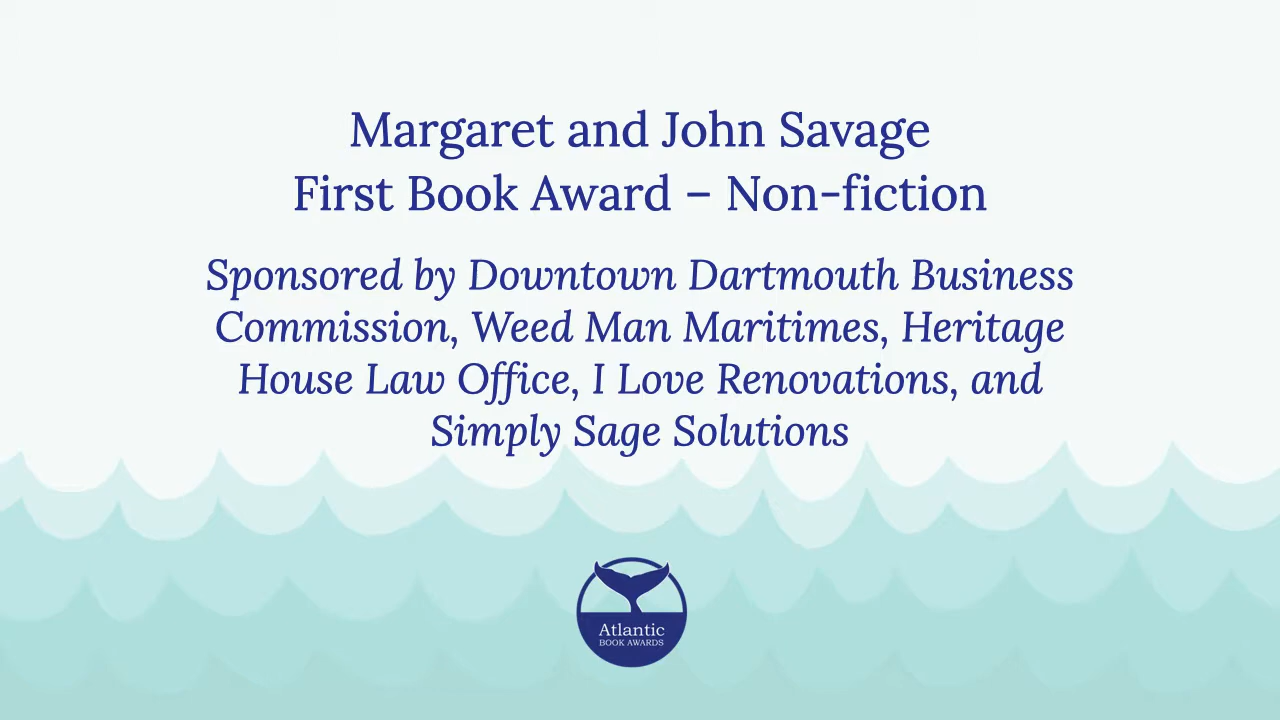 Margaret and John Savage
First Book Award – Non-fiction
Sponsored by Downtown Dartmouth Business
Commission, Weed Man Maritimes, Heritage
House Law Office, I Love Renovations, and
Simply Sage Solutions
Atlantic
BOOK AWARDS